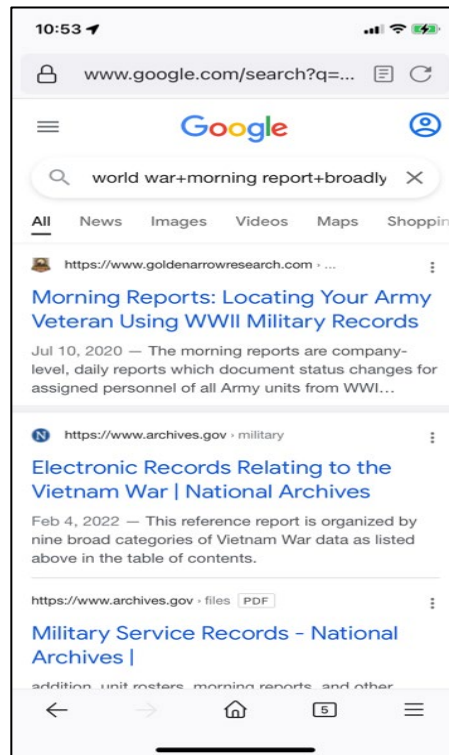 10:53
www.google.com/search?q=...
Google
world war+morning report+broadly
All News Images Videos Maps Shoppin
https://www.goldenarrowresearch.com › ...
Morning Reports: Locating Your Army
Veteran Using WWII Military Records
Jul 10, 2020 — The morning reports are company-
level, daily reports which document status changes for
assigned personnel of all Army units from WWI...
N https://www.archives.gov › military
Electronic Records Relating to the
Vietnam War | National Archives
Feb 4, 2022 — This reference report is organized by
nine broad categories of Vietnam War data as listed
above in the table of contents.
https://www.archives.gov › files PDF
Military Service Records - National
Archives |
addition, unit rosters, morning reports, and other
5